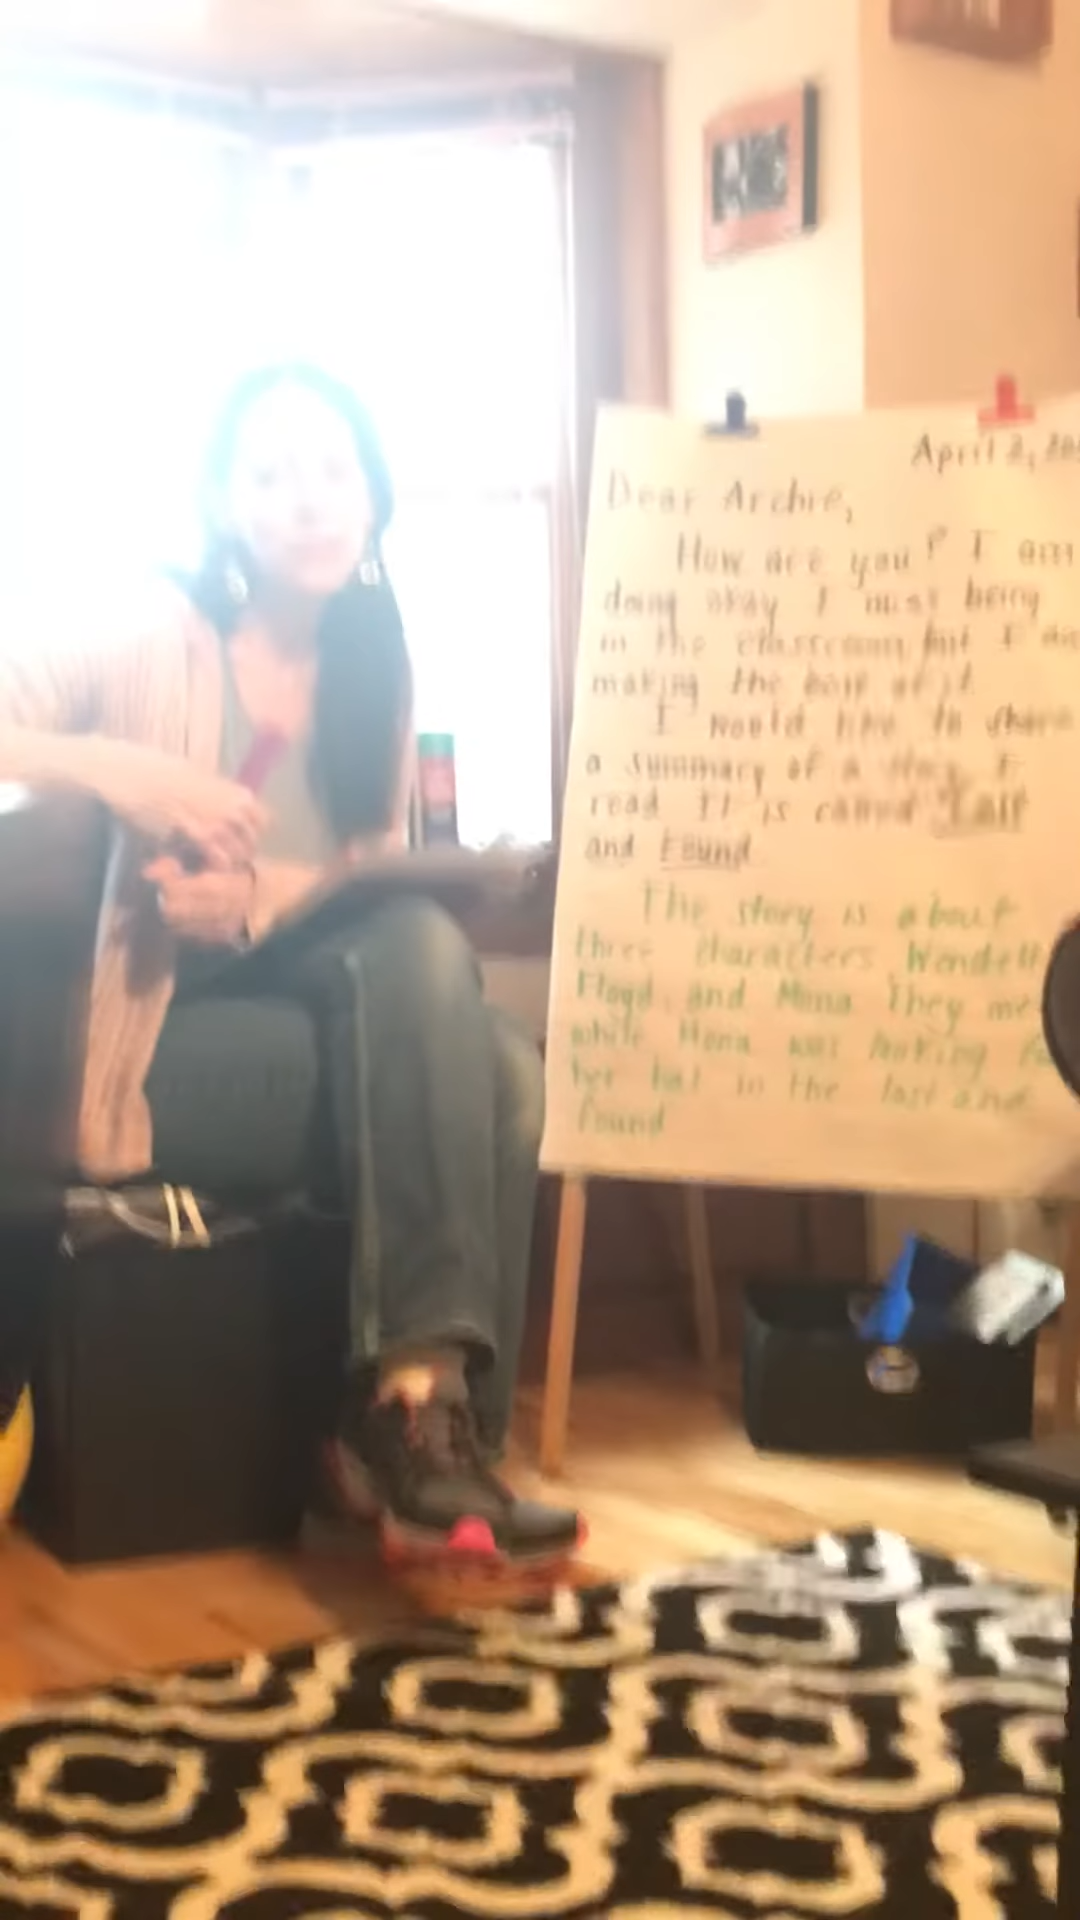 April 2, 20
Dear Archie,
How are you? I am
doing okay I miss being
in the classroom but I am
making the best of it
I would like to share
a summary of a story I
read It is called "Lost
and Found
The story is about
three characters Wendell
Floyd and Mona They me
while Mona was looking fo
her hat in the lost and
found